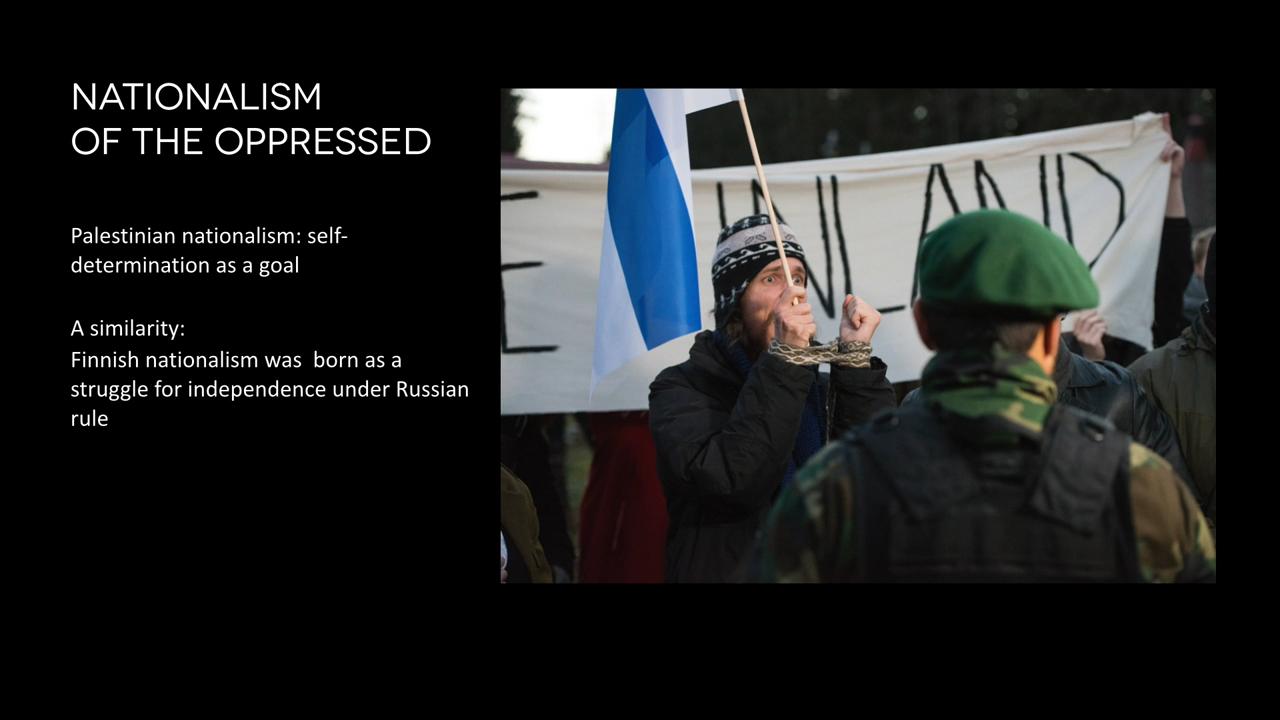 NATIONALISM
OF THE OPPRESSED
Palestinian nationalism: self-
determination as a goal
A similarity:
Finnish nationalism was  born as a
struggle for independence under Russian
rule
E INLAND